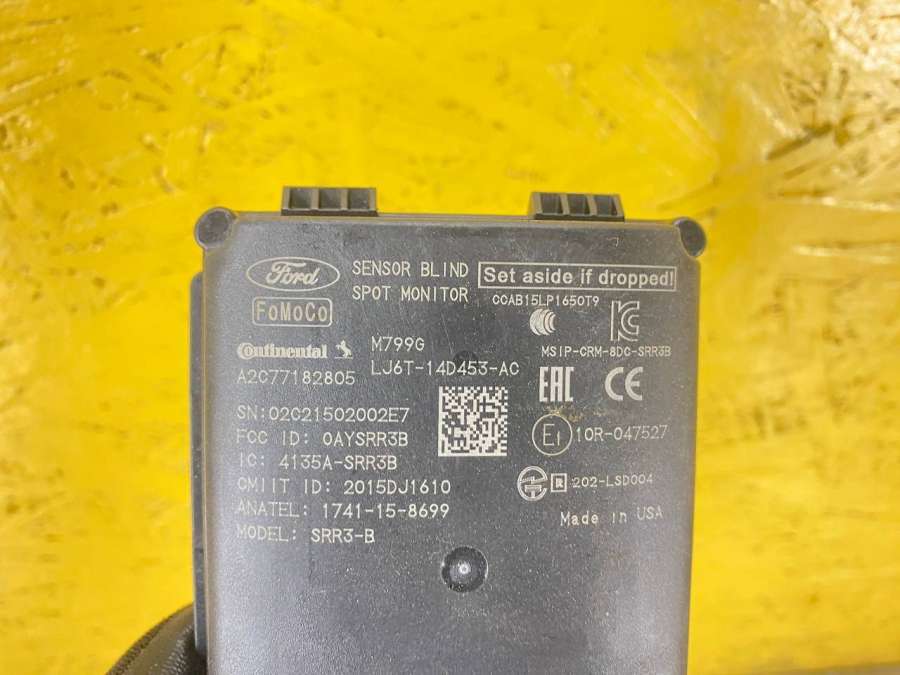 Ford
SENSOR BLIND
SPOT MONITOR
Set aside if dropped!
CCAB15LP1650T9
FoMoCo
MSIP-CRM-8DC-SRR3B
Continental
M799G
A2C77182805
LJ6T-14D453-AC
EAC
CE
SN:02C21502002E7
FCC ID: OAYSRR3B
IC: 4135A-SRR3B
CMIIT ID: 2015DJ1610
ANATEL: 1741-15-8699
MODEL: SRR3-B
E1 10R-047527
R 202-LSD004
Made in USA